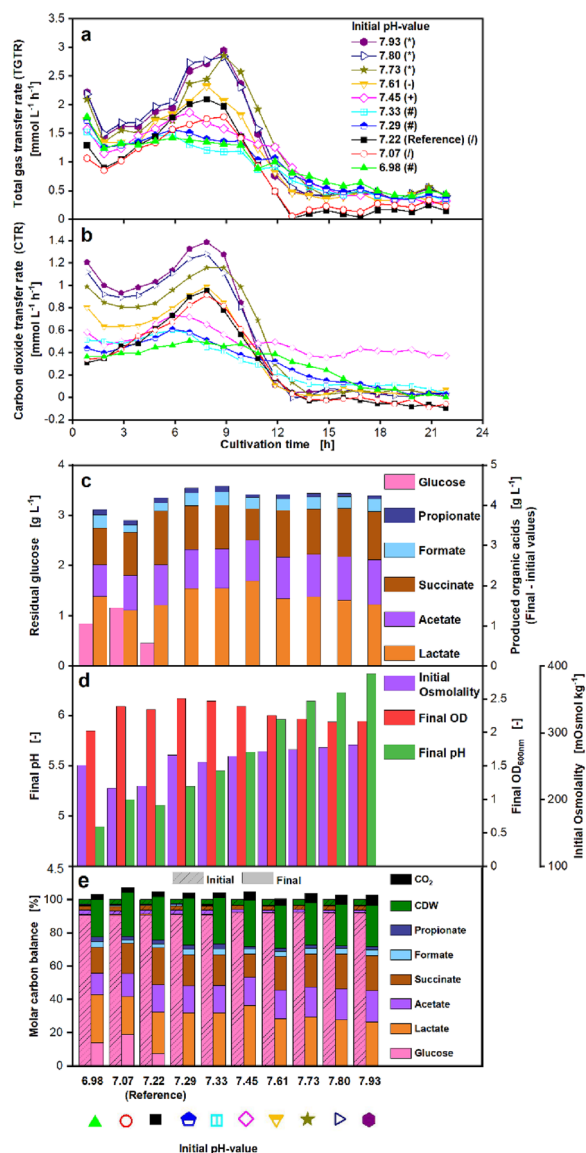 Initial pH-value
a
7.93 (*)
7.80 (*)
7.73 (*)
7.61 (-)
7.45 (+)
7.33 (#)
7.29 (#)
7.22 (Reference) (/)
7.07 (/)
6.98 (#)
Total gas transfer rate (TGTR)
[mmol L⁻¹ h⁻¹]
3.5
3
2.5
2
1.5
1
0.5
0
b
Carbon dioxide transfer rate (CTR)
[mmol L⁻¹ h⁻¹]
1.4
1.2
1.0
0.8
0.6
0.4
0.2
0
-0.2
0 3 6 9 12 15 18 21 24
Cultivation time [h]
c
Residual glucose [g L⁻¹]
4
3
2
1
0
Glucose
Propionate
Formate
Succinate
Acetate
Lactate
5
4
3
2
1
0
Produced organic acids [g L⁻¹]
(Final - initial values)
d
Final pH [-]
6
5.5
5
4.5
Initial
Osmolality
Final OD
Final pH
2.5
2
1.5
1
0.5
0
Final OD600nm [-]
400
300
200
100
Initial Osmolality [mOsmol kg⁻¹]
e
Initial Final
Molar carbon balance [%]
100
80
60
40
20
0
CO₂
CDW
Propionate
Formate
Succinate
Acetate
Lactate
Glucose
6.98 7.07 7.22 7.29 7.33 7.45 7.61 7.73 7.80 7.93
(Reference)
Initial pH-value